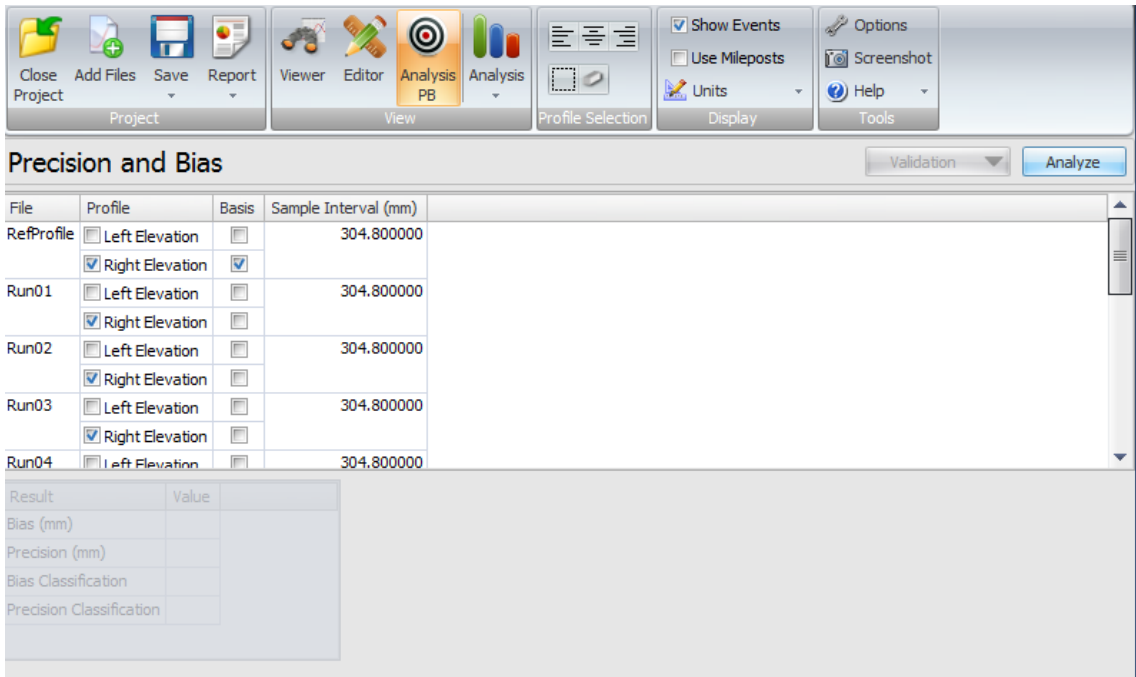 Close Project Add Files Save Report Viewer Editor Analysis PB Analysis
Show Events
Use Mileposts
Units
Options
Screenshot
Help
Project View Profile Selection Display Tools
Precision and Bias Validation Analyze
File Profile Basis Sample Interval (mm)
RefProfile Left Elevation 304.800000
Right Elevation
Run01 Left Elevation 304.800000
Right Elevation
Run02 Left Elevation 304.800000
Right Elevation
Run03 Left Elevation 304.800000
Right Elevation
Run04 Left Elevation 304.800000
Result Value
Bias (mm)
Precision (mm)
Bias Classification
Precision Classification